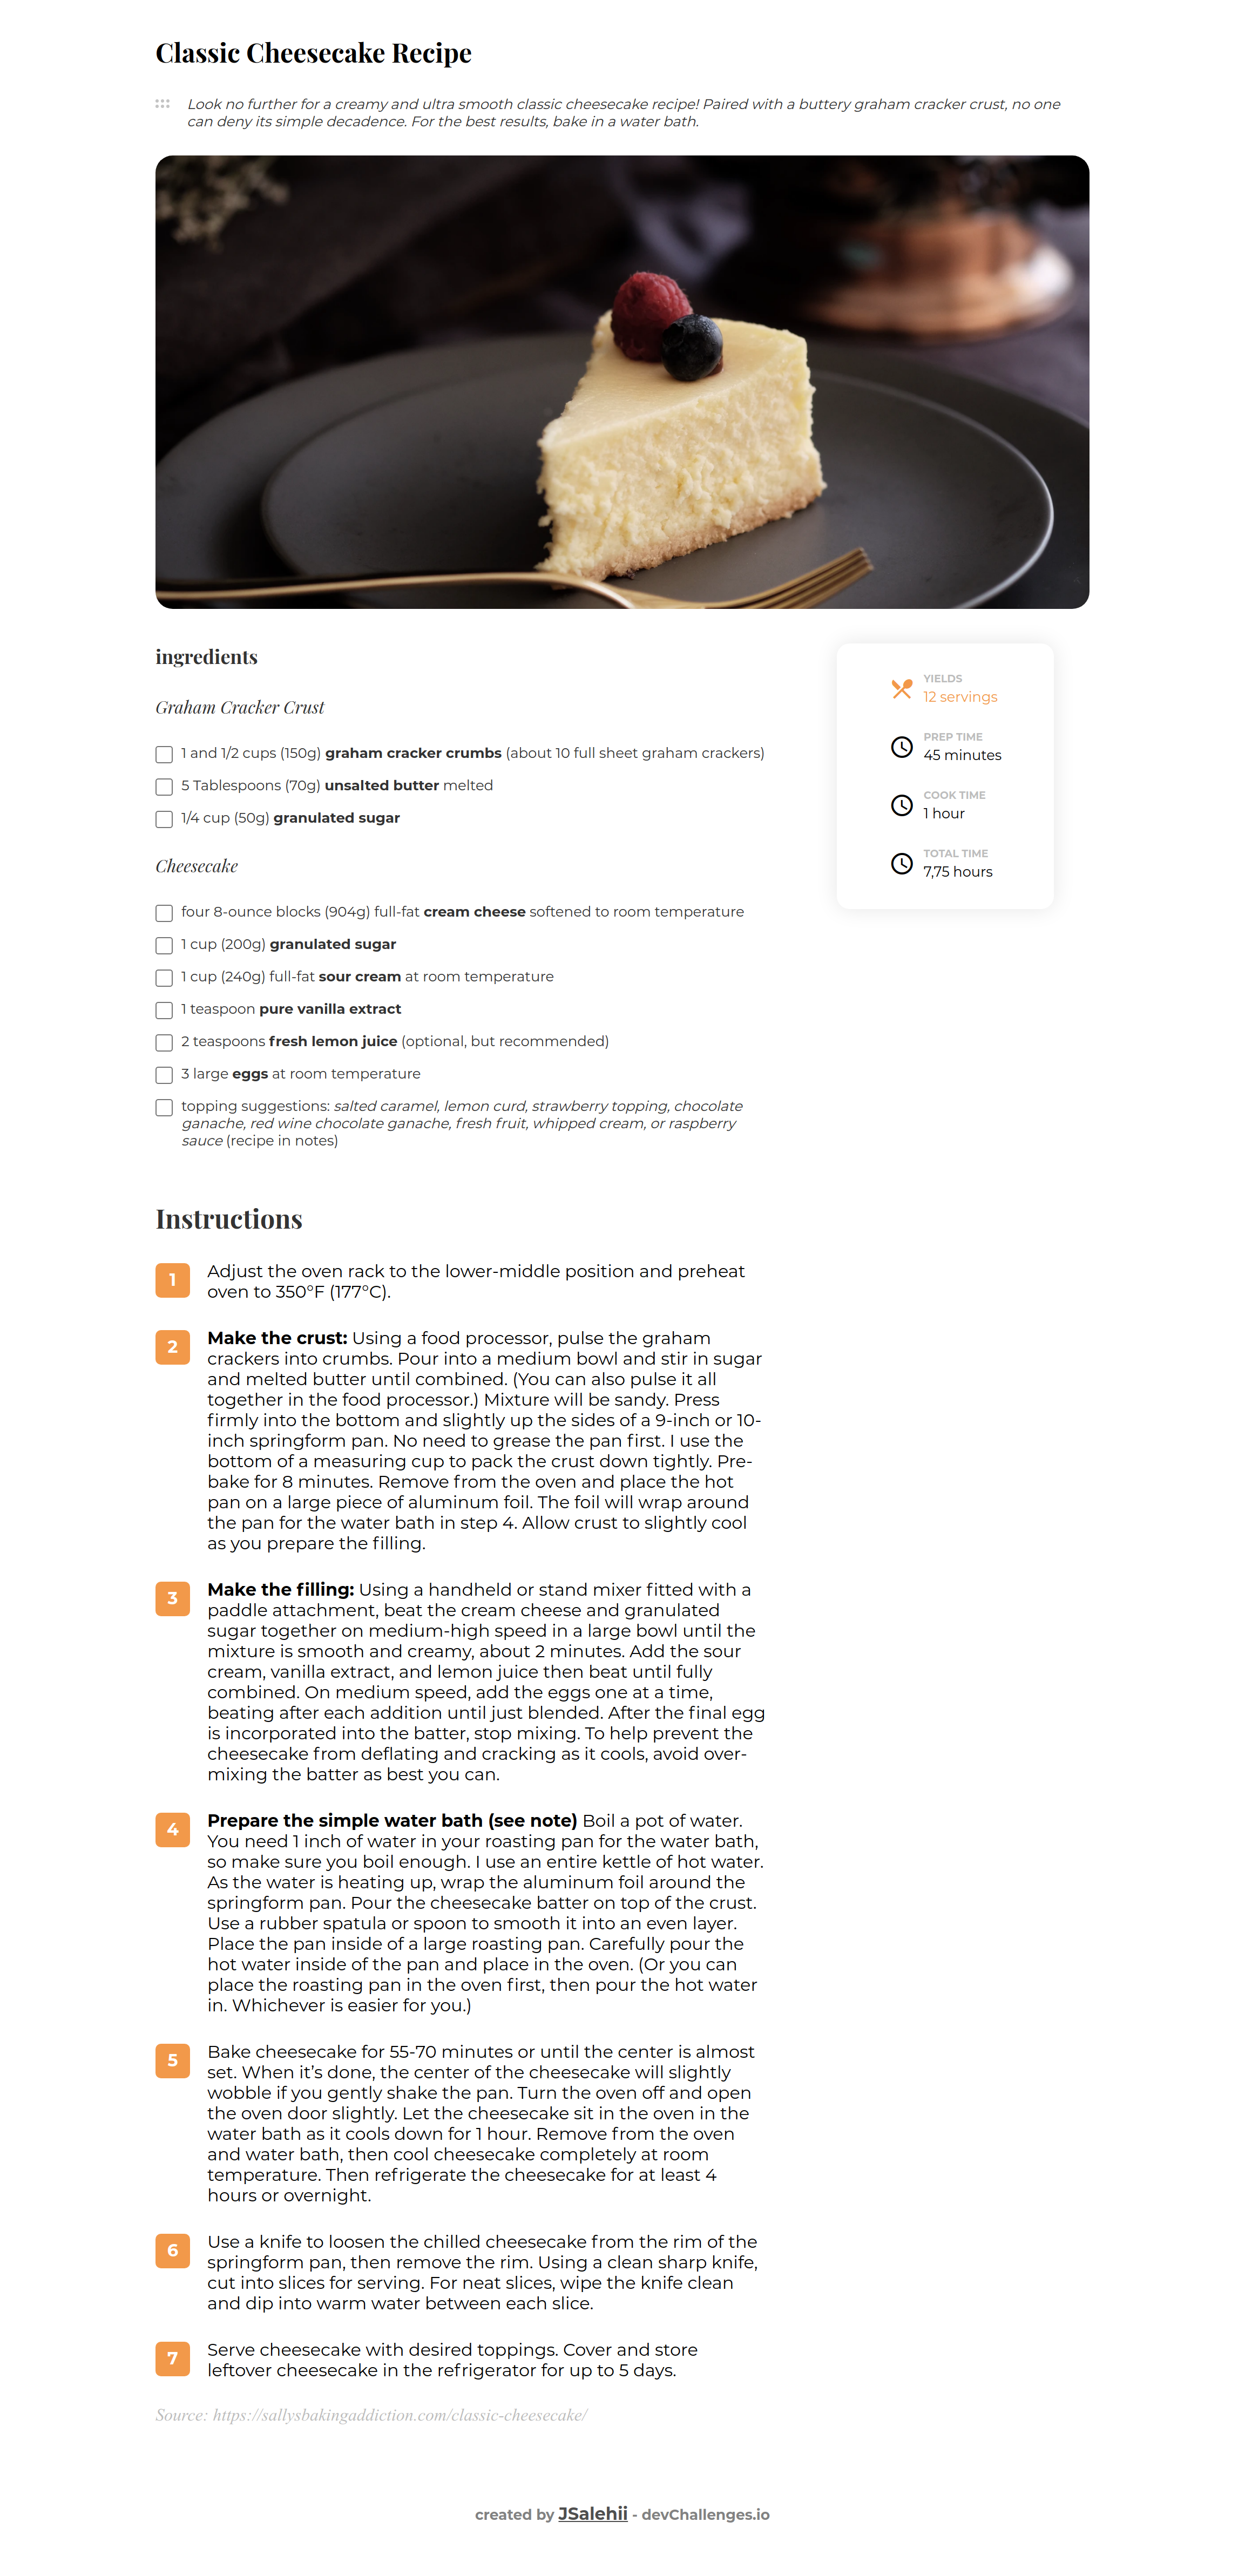 Classic Cheesecake Recipe
Look no further for a creamy and ultra smooth classic cheesecake recipe! Paired with a buttery graham cracker crust, no one
can deny its simple decadence. For the best results, bake in a water bath.
ingredients
Graham Cracker Crust
1 and 1/2 cups (150g) graham cracker crumbs (about 10 full sheet graham crackers)
5 Tablespoons (70g) unsalted butter melted
1/4 cup (50g) granulated sugar
Cheesecake
four 8-ounce blocks (904g) full-fat cream cheese softened to room temperature
1 cup (200g) granulated sugar
1 cup (240g) full-fat sour cream at room temperature
1 teaspoon pure vanilla extract
2 teaspoons fresh lemon juice (optional, but recommended)
3 large eggs at room temperature
topping suggestions: salted caramel, lemon curd, strawberry topping, chocolate
ganache, red wine chocolate ganache, fresh fruit, whipped cream, or raspberry
sauce (recipe in notes)
YIELDS
12 servings
PREP TIME
45 minutes
COOK TIME
1 hour
TOTAL TIME
7,75 hours
Instructions
1
Adjust the oven rack to the lower-middle position and preheat
oven to 350°F (177°C).
2
Make the crust: Using a food processor, pulse the graham
crackers into crumbs. Pour into a medium bowl and stir in sugar
and melted butter until combined. (You can also pulse it all
together in the food processor.) Mixture will be sandy. Press
firmly into the bottom and slightly up the sides of a 9-inch or 10-
inch springform pan. No need to grease the pan first. I use the
bottom of a measuring cup to pack the crust down tightly. Pre-
bake for 8 minutes. Remove from the oven and place the hot
pan on a large piece of aluminum foil. The foil will wrap around
the pan for the water bath in step 4. Allow crust to slightly cool
as you prepare the filling.
3
Make the filling: Using a handheld or stand mixer fitted with a
paddle attachment, beat the cream cheese and granulated
sugar together on medium-high speed in a large bowl until the
mixture is smooth and creamy, about 2 minutes. Add the sour
cream, vanilla extract, and lemon juice then beat until fully
combined. On medium speed, add the eggs one at a time,
beating after each addition until just blended. After the final egg
is incorporated into the batter, stop mixing. To help prevent the
cheesecake from deflating and cracking as it cools, avoid over-
mixing the batter as best you can.
4
Prepare the simple water bath (see note) Boil a pot of water.
You need 1 inch of water in your roasting pan for the water bath,
so make sure you boil enough. I use an entire kettle of hot water.
As the water is heating up, wrap the aluminum foil around the
springform pan. Pour the cheesecake batter on top of the crust.
Use a rubber spatula or spoon to smooth it into an even layer.
Place the pan inside of a large roasting pan. Carefully pour the
hot water inside of the pan and place in the oven. (Or you can
place the roasting pan in the oven first, then pour the hot water
in. Whichever is easier for you.)
5
Bake cheesecake for 55-70 minutes or until the center is almost
set. When it’s done, the center of the cheesecake will slightly
wobble if you gently shake the pan. Turn the oven off and open
the oven door slightly. Let the cheesecake sit in the oven in the
water bath as it cools down for 1 hour. Remove from the oven
and water bath, then cool cheesecake completely at room
temperature. Then refrigerate the cheesecake for at least 4
hours or overnight.
6
Use a knife to loosen the chilled cheesecake from the rim of the
springform pan, then remove the rim. Using a clean sharp knife,
cut into slices for serving. For neat slices, wipe the knife clean
and dip into warm water between each slice.
7
Serve cheesecake with desired toppings. Cover and store
leftover cheesecake in the refrigerator for up to 5 days.
Source: https://sallysbakingaddiction.com/classic-cheesecake/
created by JSalehii - devChallenges.io